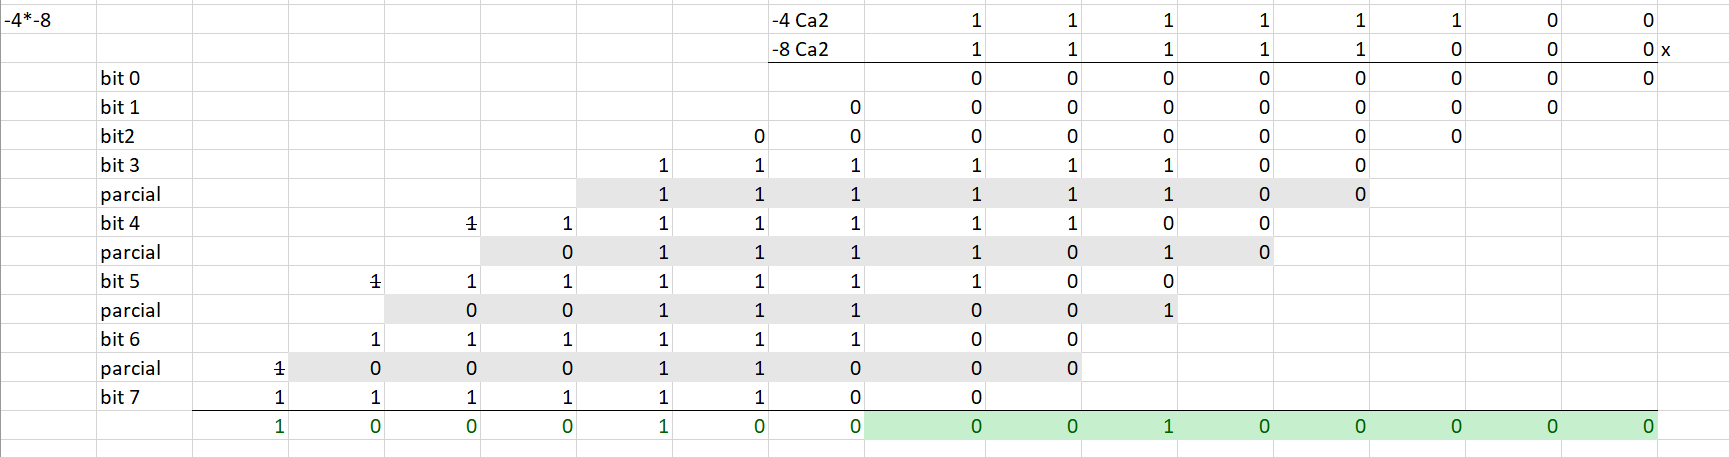 -4*-8 -4 Ca2 1 1 1 1 1 1 0 0
-8 Ca2 1 1 1 1 1 0 0 0 x
bit 0 0 0 0 0 0 0 0 0
bit 1 0 0 0 0 0 0 0 0
bit2 0 0 0 0 0 0 0 0
bit 3 1 1 1 1 1 1 0 0
parcial 1 1 1 1 1 1 0 0
bit 4 1 1 1 1 1 1 0 0
parcial 0 1 1 1 1 0 1 0
bit 5 1 1 1 1 1 1 1 0 0
parcial 0 0 1 1 1 0 0 1
bit 6 1 1 1 1 1 1 0 0
parcial 1 0 0 0 1 1 0 0 0
bit 7 1 1 1 1 1 1 0 0
1 0 0 0 1 0 0 0 0 1 0 0 0 0 0